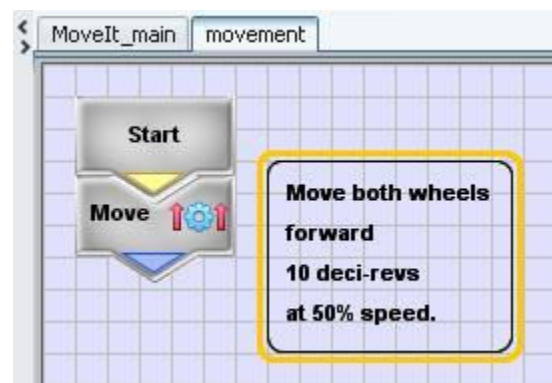 MoveIt_main movement
Start
Move
Move both wheels
forward
10 deci-revs
at 50% speed.